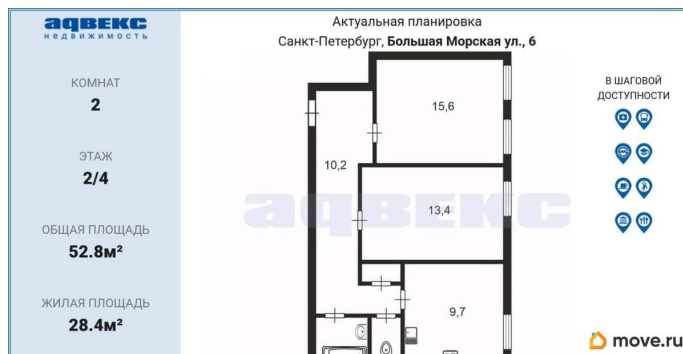 адвекс
НЕДВИЖИМОСТЬ
КОМНАТ
2
ЭТАЖ
2/4
ОБЩАЯ ПЛОЩАДЬ
52.8м²
ЖИЛАЯ ПЛОЩАДЬ
28.4м²
Актуальная планировка
Санкт-Петербург, Большая Морская ул., 6
15,6
10,2
13,4
адвекс
9,7
В ШАГОВОЙ
ДОСТУПНОСТИ
move.ru